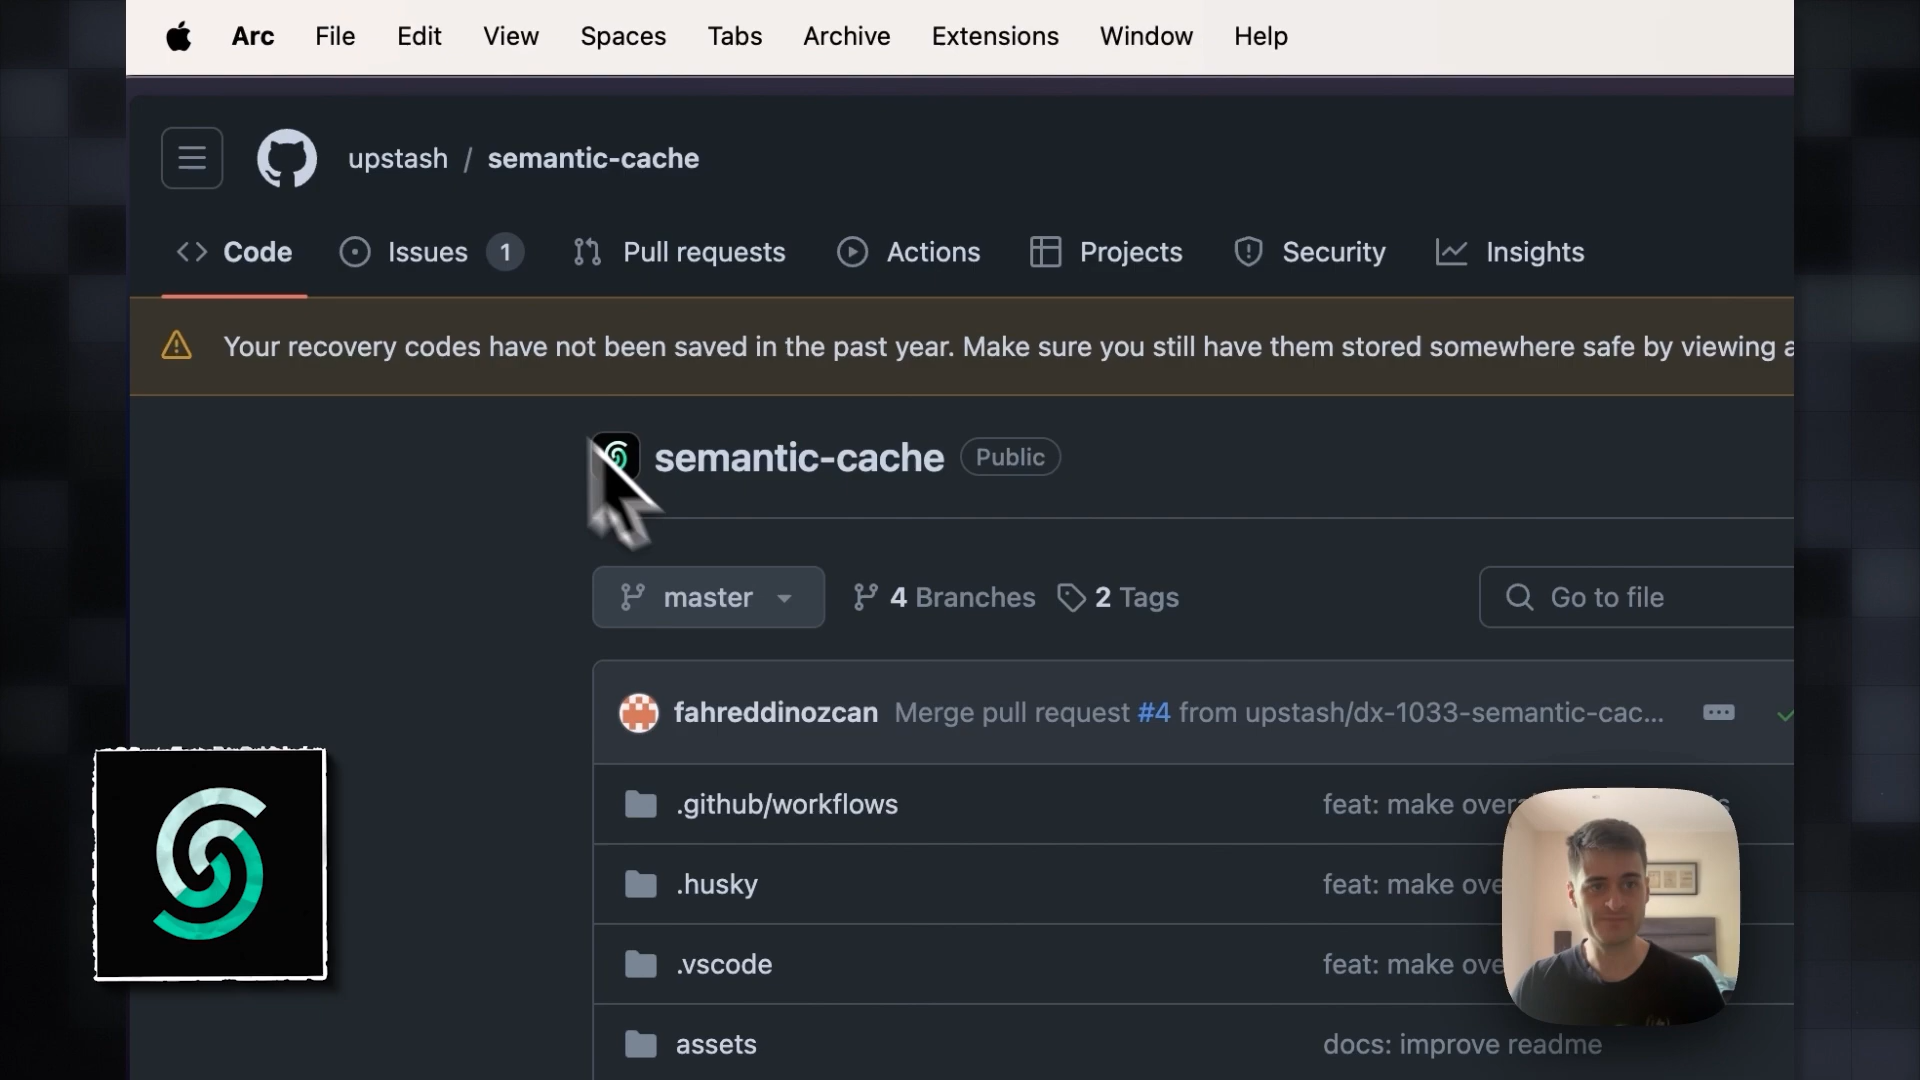 Arc File Edit View Spaces Tabs Archive Extensions Window Help
upstash / semantic-cache
Code Issues 1 Pull requests Actions Projects Security Insights
Your recovery codes have not been saved in the past year. Make sure you still have them stored somewhere safe by viewing
semantic-cache Public
master 4 Branches 2 Tags Go to file
fahreddinozcan Merge pull request #4 from upstash/dx-1033-semantic-cac...
.github/workflows feat: make
.husky feat: make
.vscode feat: make
assets docs: improve readme